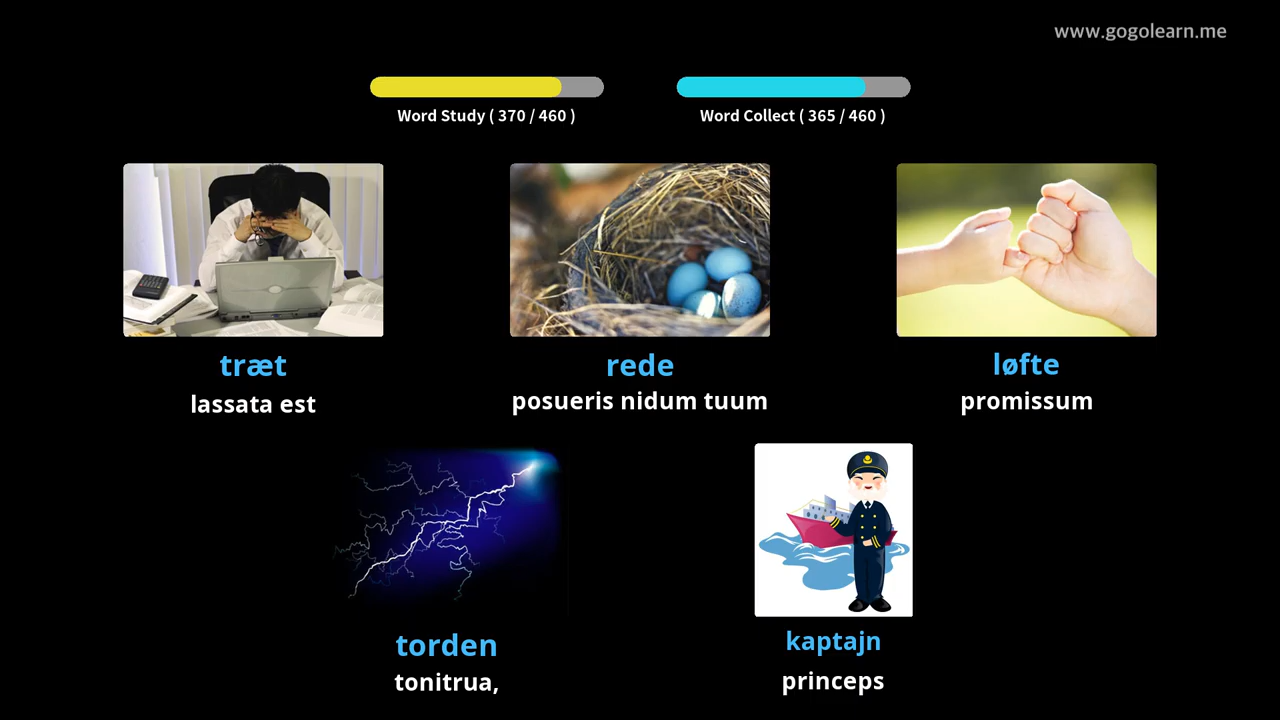 www.gogolearn.me
Word Study ( 370 / 460 )
Word Collect ( 365 / 460 )
træt
lassata est
rede
posueris nidum tuum
løfte
promissum
torden
tonitrua,
kaptajn
princeps